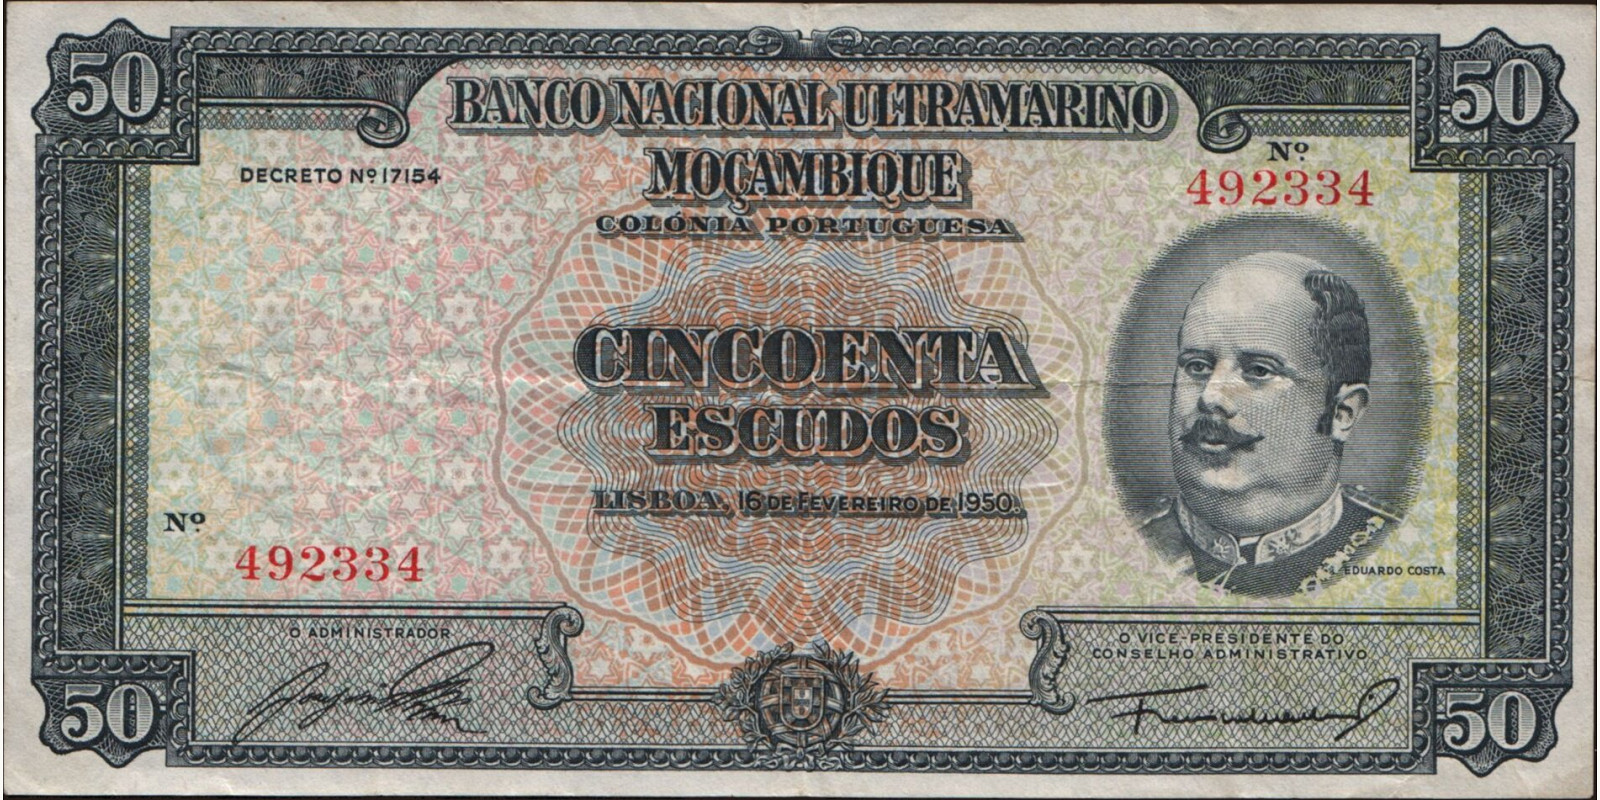 50
50
BANCO NACIONAL ULTRAMARINO
MOÇAMBIQUE
COLÓNIA PORTUGUESA
DECRETO Nº 17154
Nº
492334
CINCOENTA
ESCUDOS
LISBOA, 16 DE FEVEREIRO DE 1950.
Nº
492334
EDUARDO COSTA
O ADMINISTRADOR
O VICE-PRESIDENTE DO
CONSELHO ADMINISTRATIVO
50
50